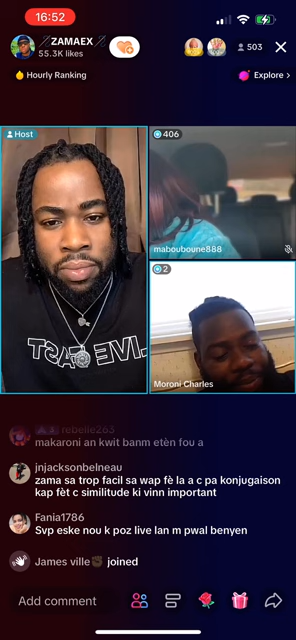 16:52
ZAMAEX
55.3K likes
503
Hourly Ranking
Explore >
Host
406
mabouboune888
2
Moroni Charles
LIVE FAST
rebelle263
makaroni an kwit banm etèn fou a
jnjacksonbelneau
zama sa trop facil sa wap fè la a c pa konjugaison
kap fèt c similitude ki vinn important
Fania1786
Svp eske nou k poz live lan m pwal benyen
James ville joined
Add comment